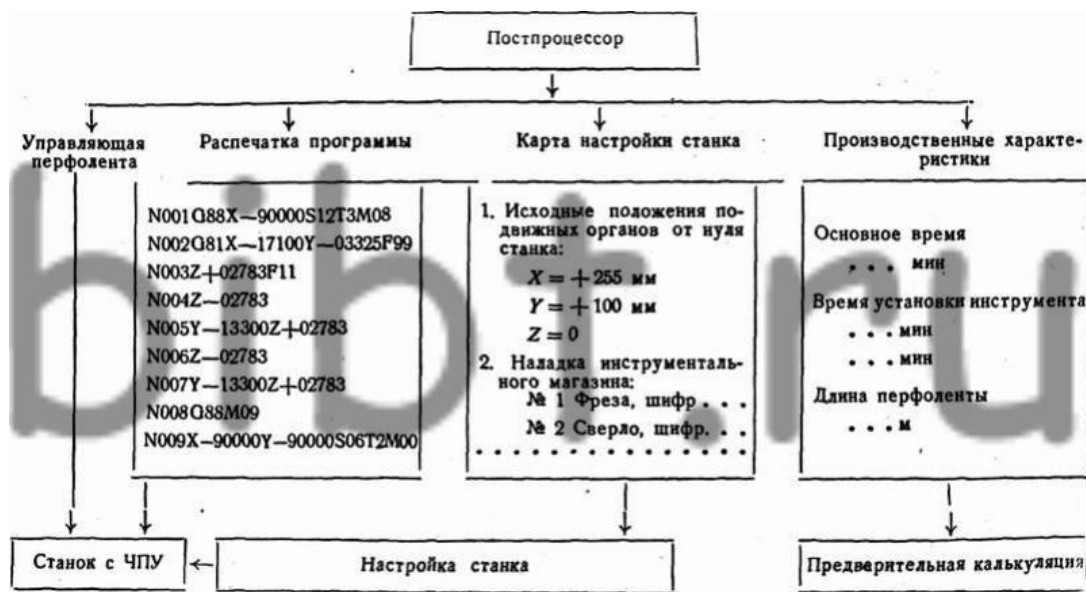 Постпроцессор
Управляющая
перфолента
Распечатка программы
Карта настройки станка
Производственные характе-
ристики
N001G88X—90000S12T3M08
N002G81X—17100Y—03325F99
N003Z+02783F11
N004Z—02783
N005Y—13300Z+02783
N006Z—02783
N007Y—13300Z+02783
N008G88M09
N009X—90000Y—90000S06T2M00
1. Исходные положения по-
движных органов от нуля
станка:
X = +255 мм
Y = +100 мм
Z = 0
2. Наладка инструменталь-
ного магазина:
№ 1 Фреза, шифр . . .
№ 2 Сверло, шифр. . .
. . . . . . . . . . . . . . .
Основное время
. . . мин
Время установки инструмента
. . . мин
. . . мин
Длина перфоленты
. . . м
Станок с ЧПУ
Настройка станка
Предварительная калькуляция
bibt.ru